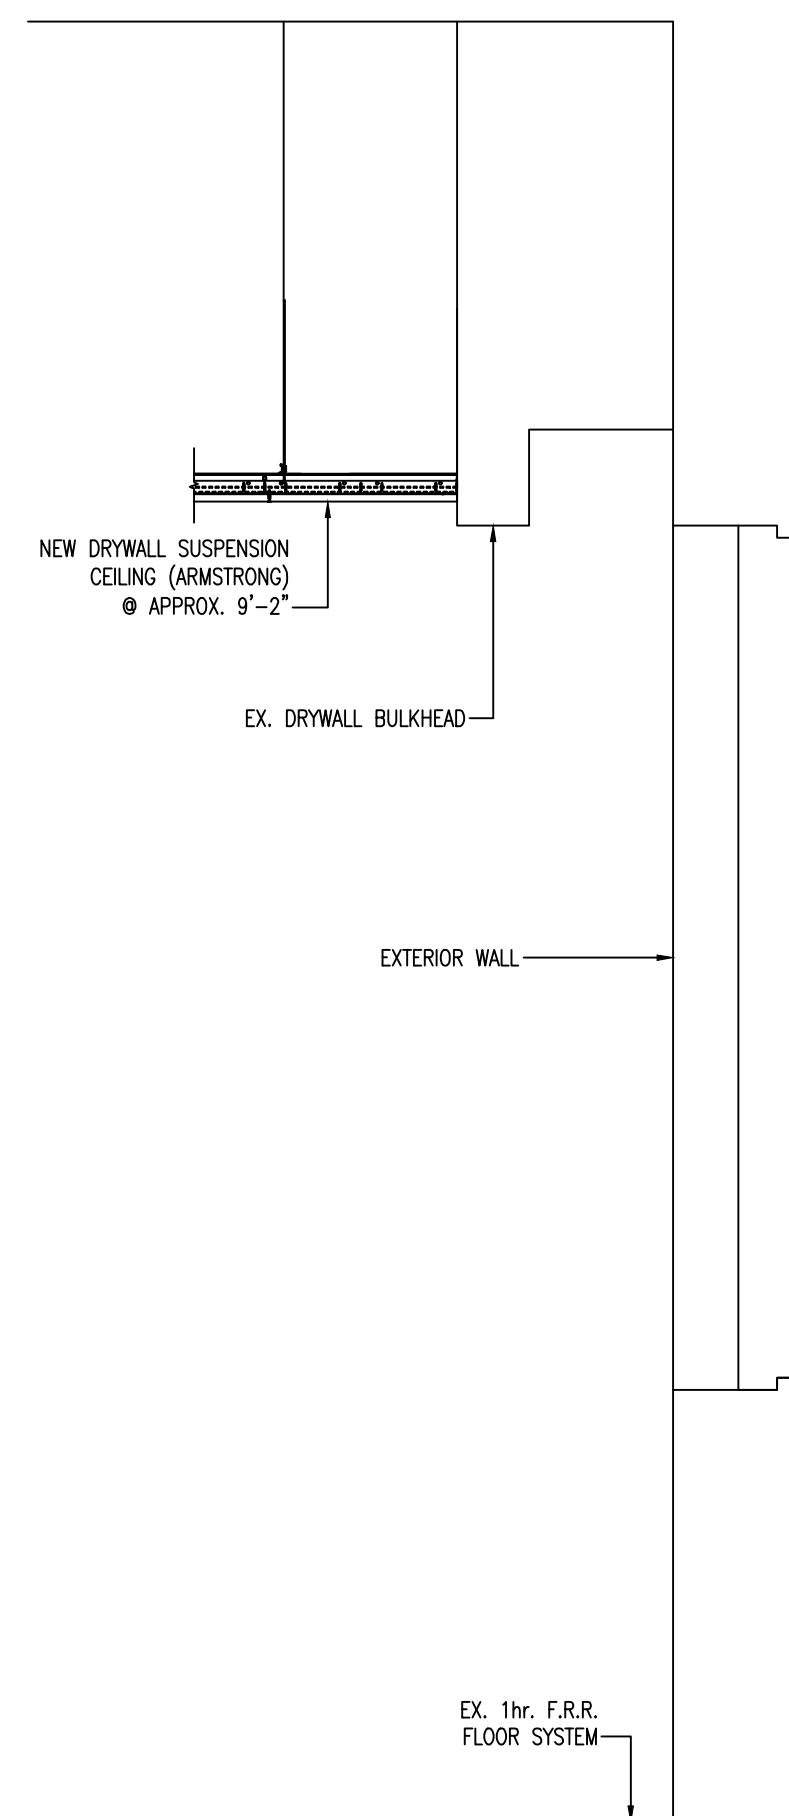 NEW DRYWALL SUSPENSION
CEILING (ARMSTRONG)
@ APPROX. 9'-2"
EX. DRYWALL BULKHEAD
EXTERIOR WALL
EX. 1hr. F.R.R.
FLOOR SYSTEM